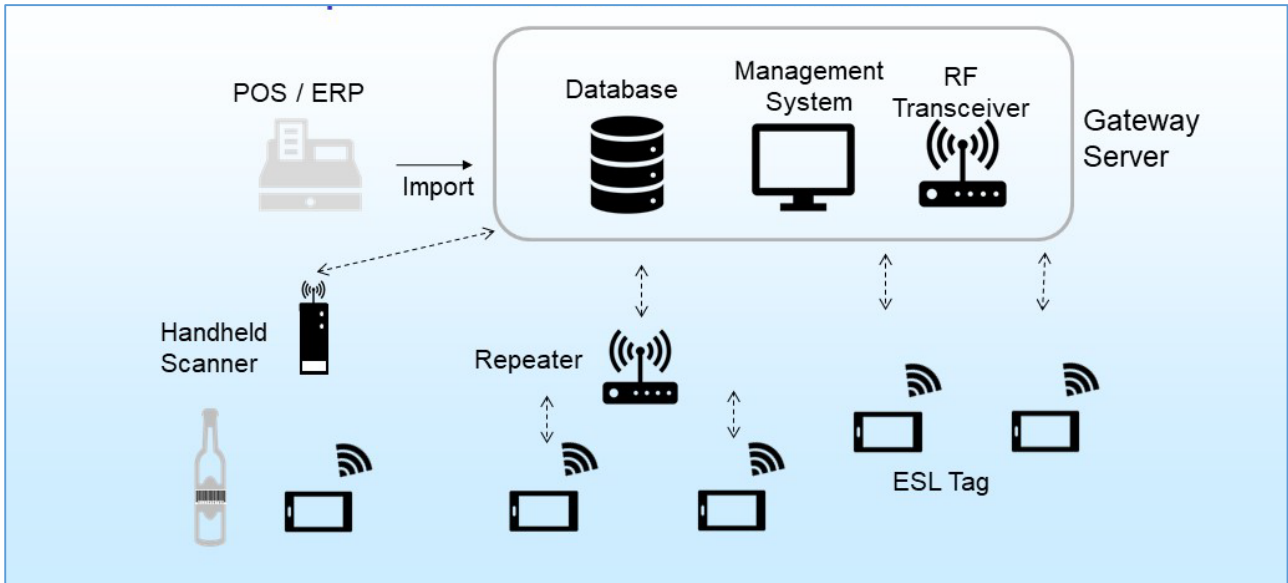 POS / ERP
Import
Database
Management
System
RF
Transceiver
Gateway
Server
Handheld
Scanner
Repeater
ESL Tag